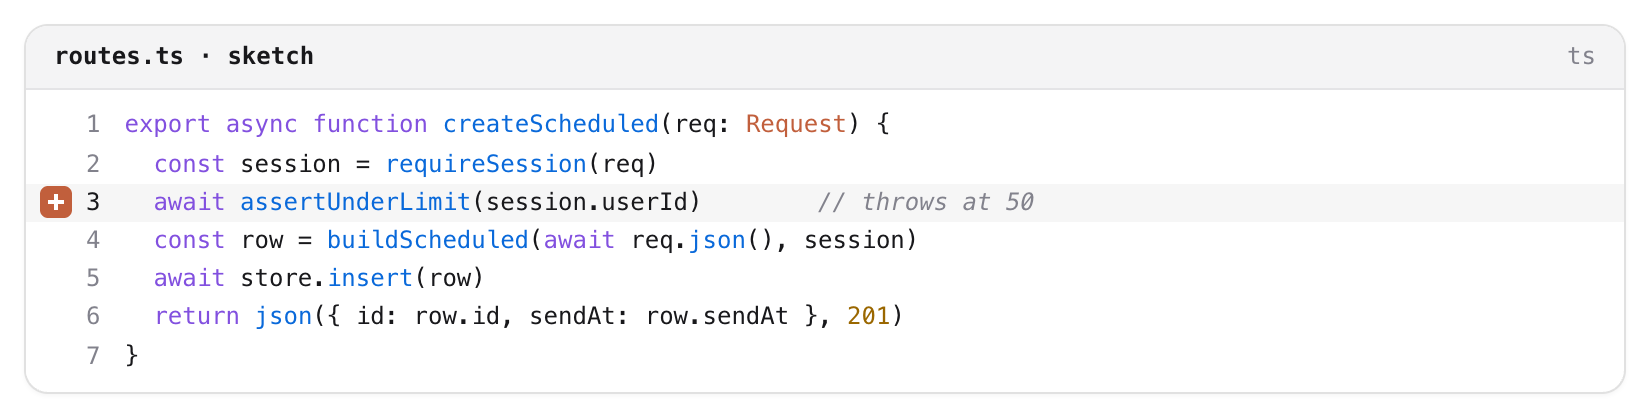 routes.ts · sketch
ts
1 export async function createScheduled(req: Request) {
2   const session = requireSession(req)
+ 3   await assertUnderLimit(session.userId)        // throws at 50
4   const row = buildScheduled(await req.json(), session)
5   await store.insert(row)
6   return json({ id: row.id, sendAt: row.sendAt }, 201)
7 }